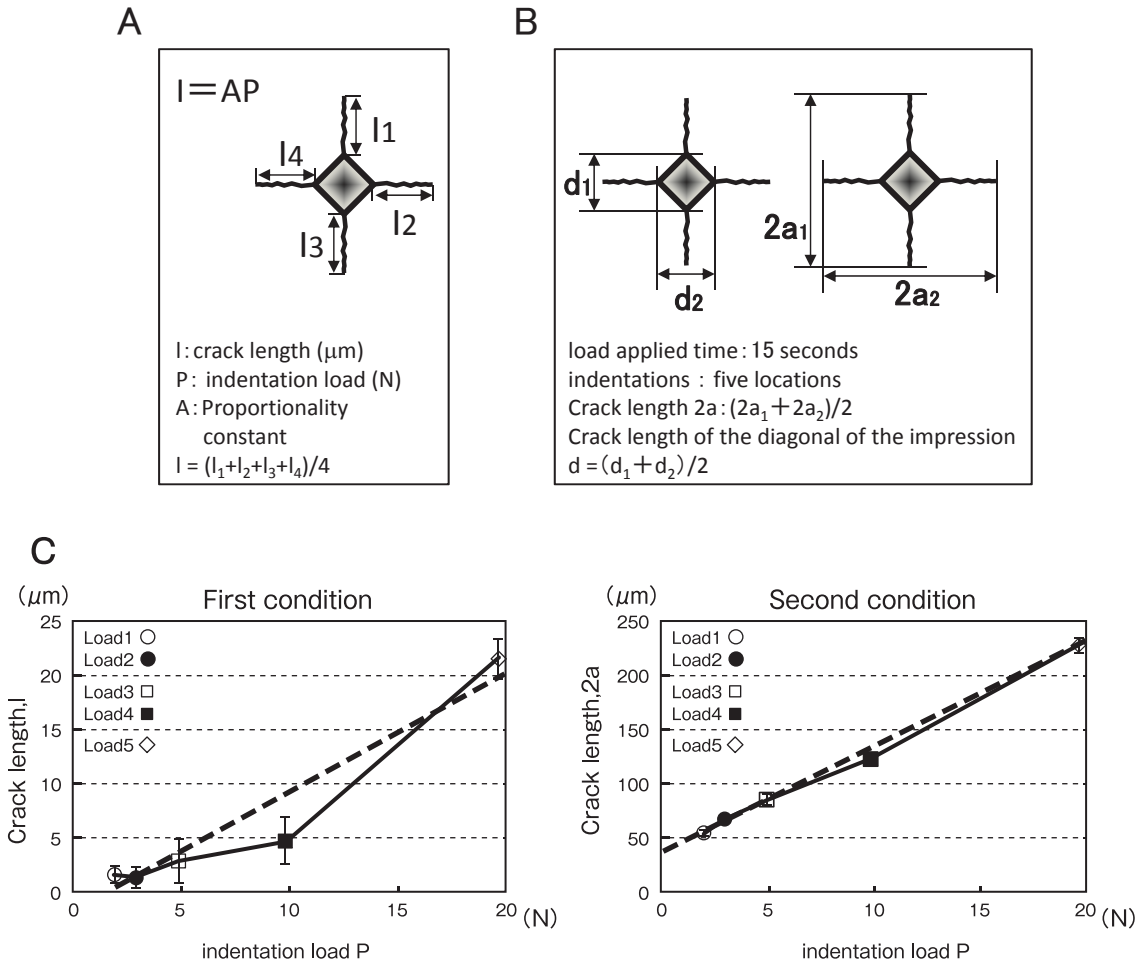 A
l＝AP
l1
l4
l2
l3
l：crack length (μm)
P： indentation load (N)
A：Proportionality
constant
l = (l₁+l₂+l₃+l₄)/4
B
d1
d2
2a1
2a2
load applied time：15 seconds
indentations ： five locations
Crack length 2a：(2a₁＋2a₂)/2
Crack length of the diagonal of the impression
d =(d₁＋d₂)/2
C
(μm)
First condition
25
20
15
10
5
0
Load1
Load2
Load3
Load4
Load5
Crack length,l
0 5 10 15 20 (N)
indentation load P
(μm)
Second condition
250
200
150
100
50
0
Load1
Load2
Load3
Load4
Load5
Crack length,2a
0 5 10 15 20 (N)
indentation load P